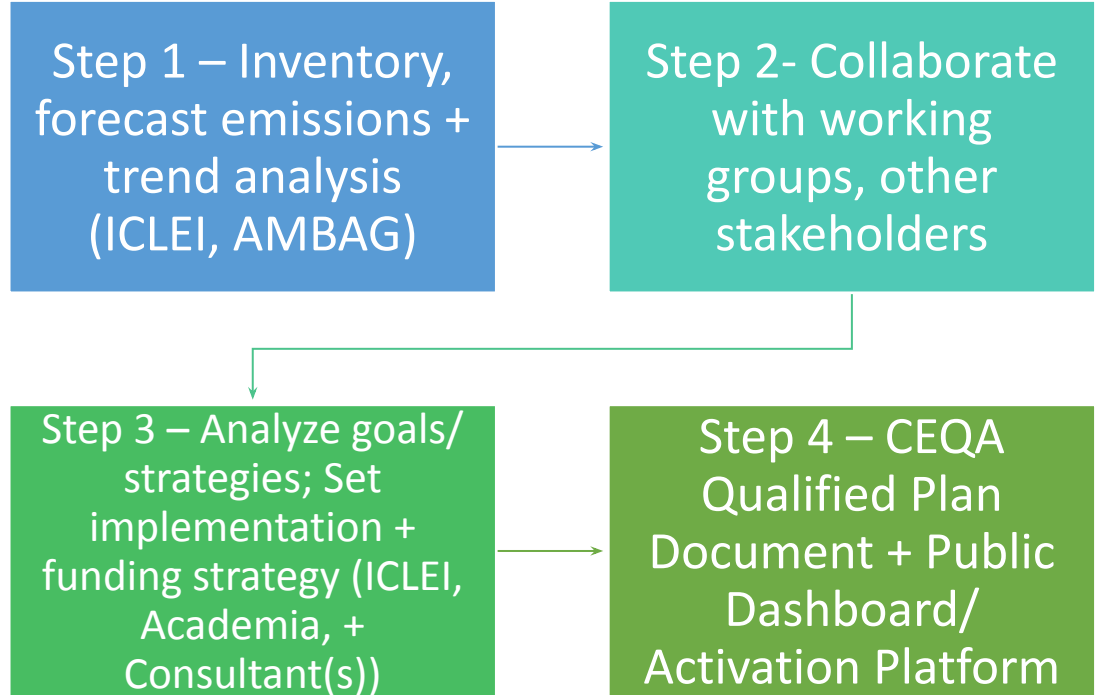 Step 1 – Inventory,
forecast emissions +
trend analysis
(ICLEI, AMBAG)
Step 2- Collaborate
with working
groups, other
stakeholders
Step 3 – Analyze goals/
strategies; Set
implementation +
funding strategy (ICLEI,
Academia, +
Consultant(s))
Step 4 – CEQA
Qualified Plan
Document + Public
Dashboard/
Activation Platform